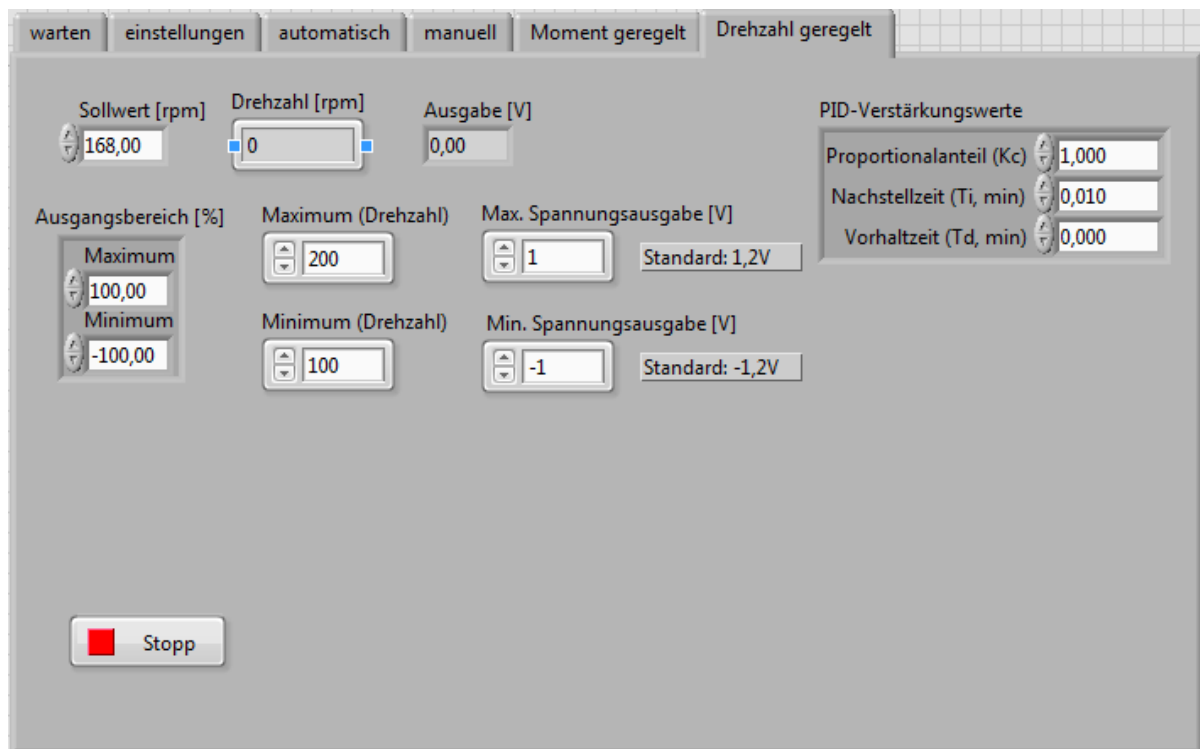 warten
einstellungen
automatisch
manuell
Moment geregelt
Drehzahl geregelt
Sollwert [rpm]
168,00
Drehzahl [rpm]
0
Ausgabe [V]
0,00
PID-Verstärkungswerte
Proportionalanteil (Kc) 1,000
Nachstellzeit (Ti, min) 0,010
Vorhaltzeit (Td, min) 0,000
Ausgangsbereich [%]
Maximum
100,00
Minimum
-100,00
Maximum (Drehzahl)
200
Max. Spannungsausgabe [V]
1
Standard: 1,2V
Minimum (Drehzahl)
100
Min. Spannungsausgabe [V]
-1
Standard: -1,2V
Stopp